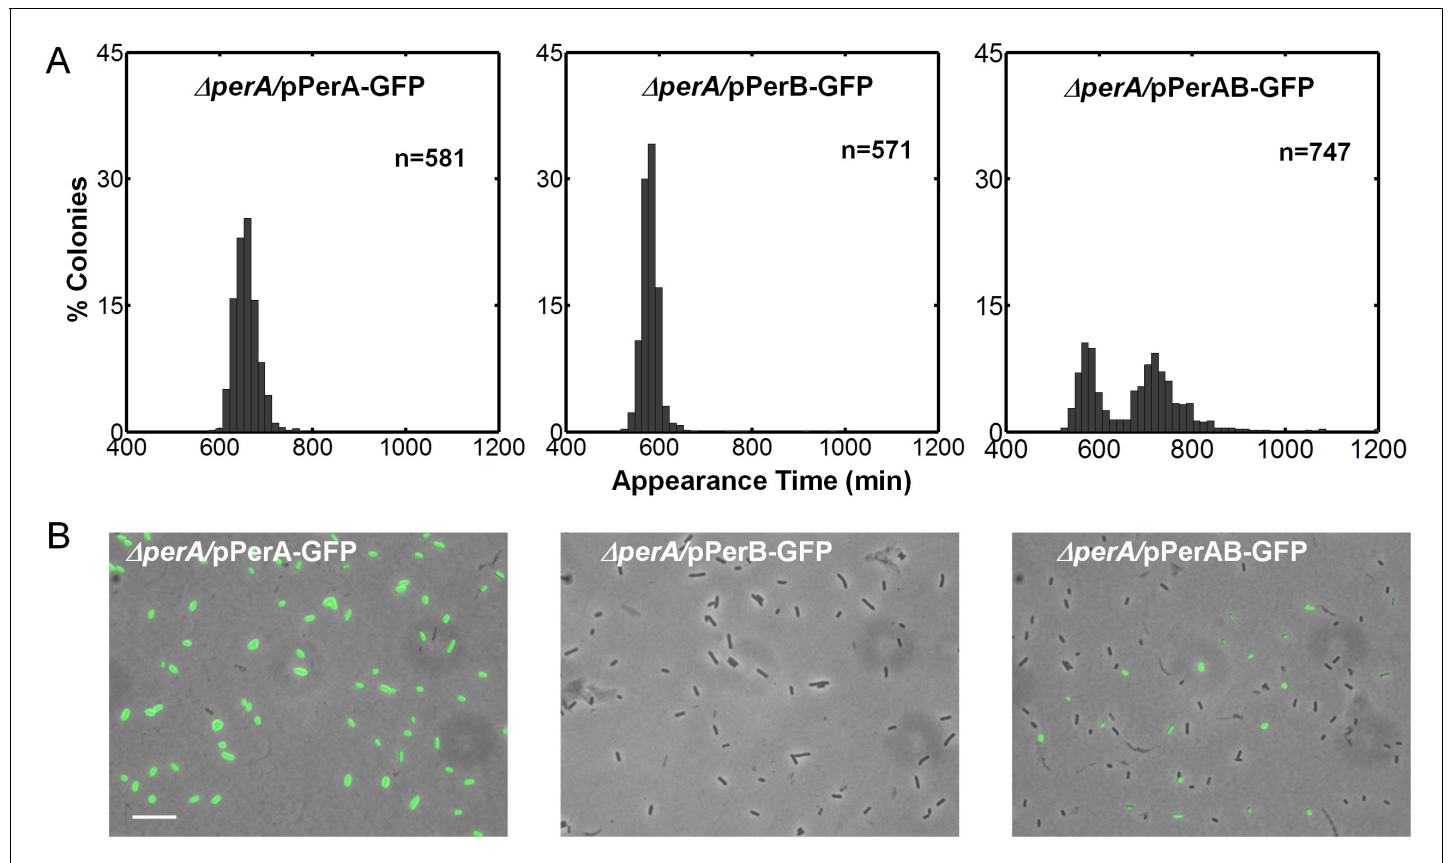 A
ΔperA/pPerA-GFP
n=581
45
30
15
0
400 600 800 1000 1200
% Colonies
ΔperA/pPerB-GFP
n=571
45
30
15
0
400 600 800 1000 1200
Appearance Time (min)
ΔperA/pPerAB-GFP
n=747
45
30
15
0
400 600 800 1000 1200
B
ΔperA/pPerA-GFP
ΔperA/pPerB-GFP
ΔperA/pPerAB-GFP